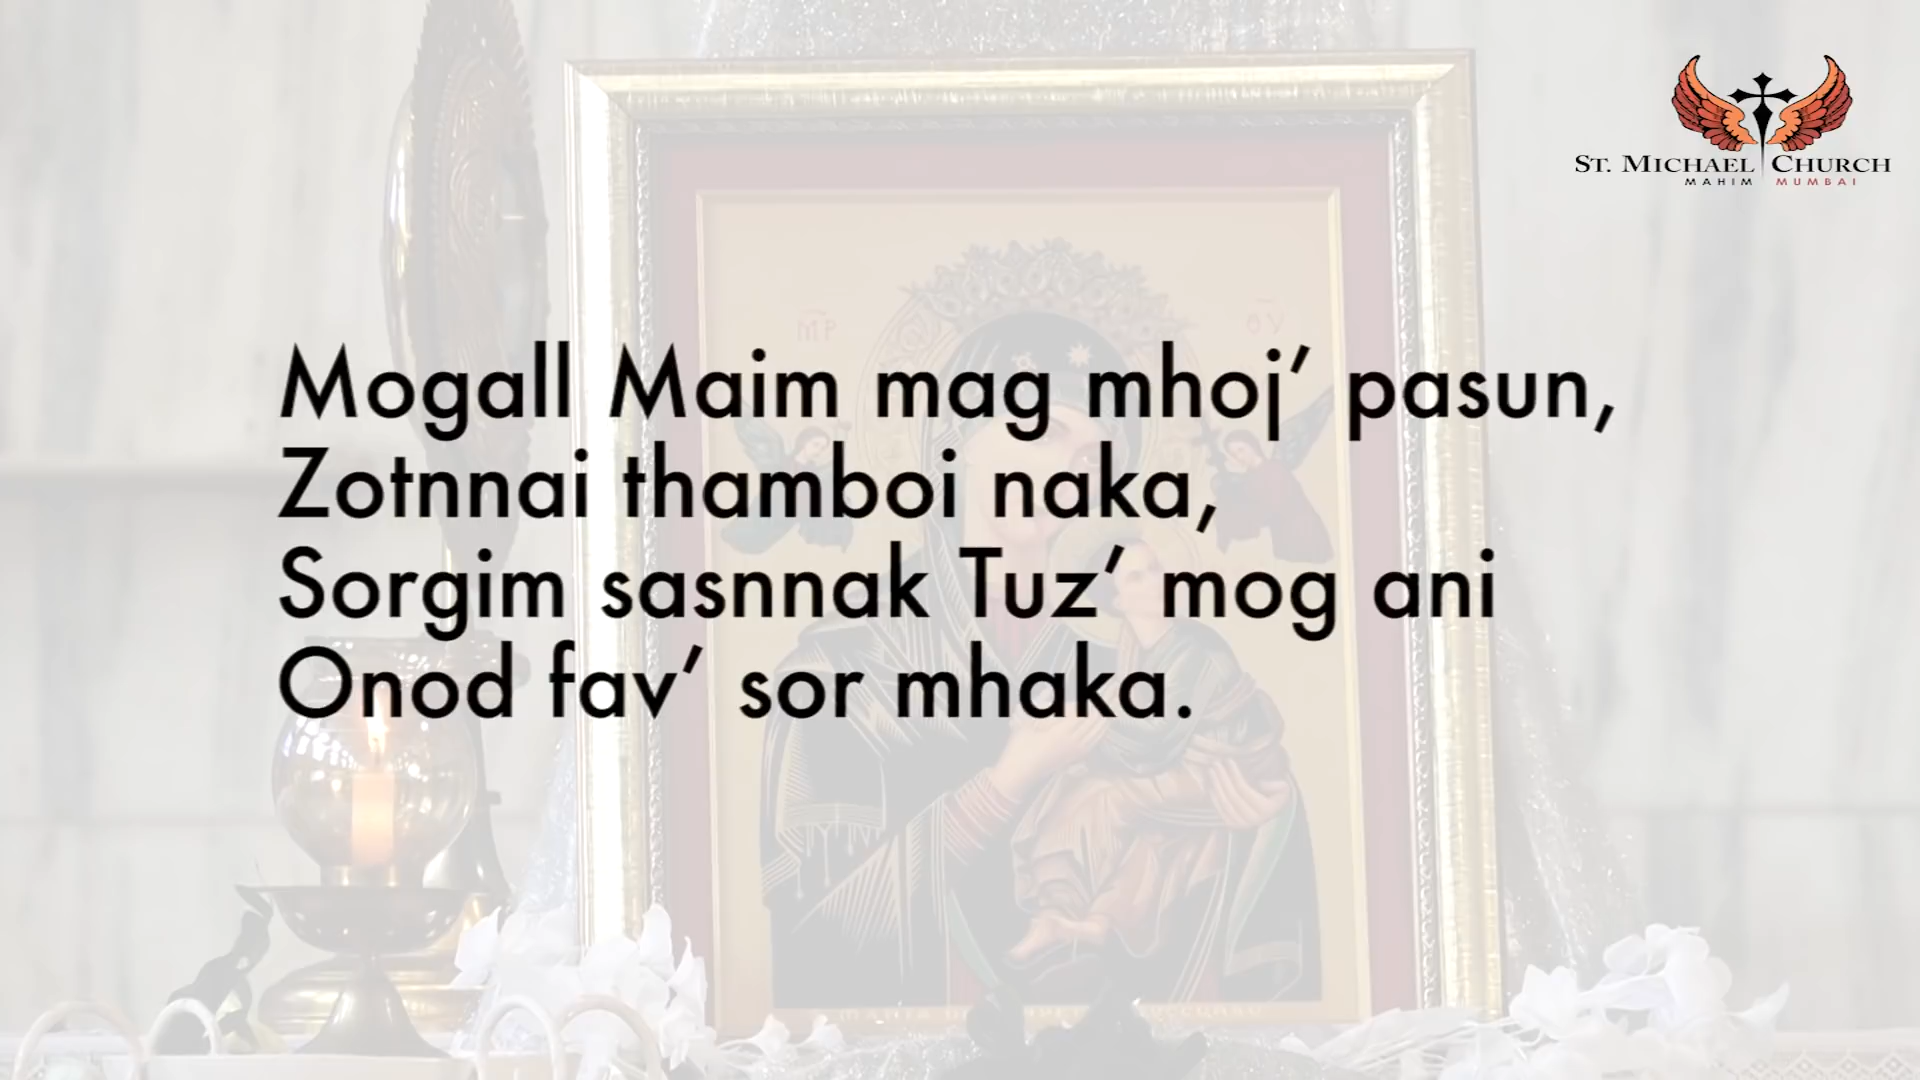 St. Michael Church
MAHIM MUMBAI
Mogall Maim mag mhoj’ pasun,
Zotnnai thamboi naka,
Sorgim sasnnak Tuz’ mog ani
Onod fav’ sor mhaka.